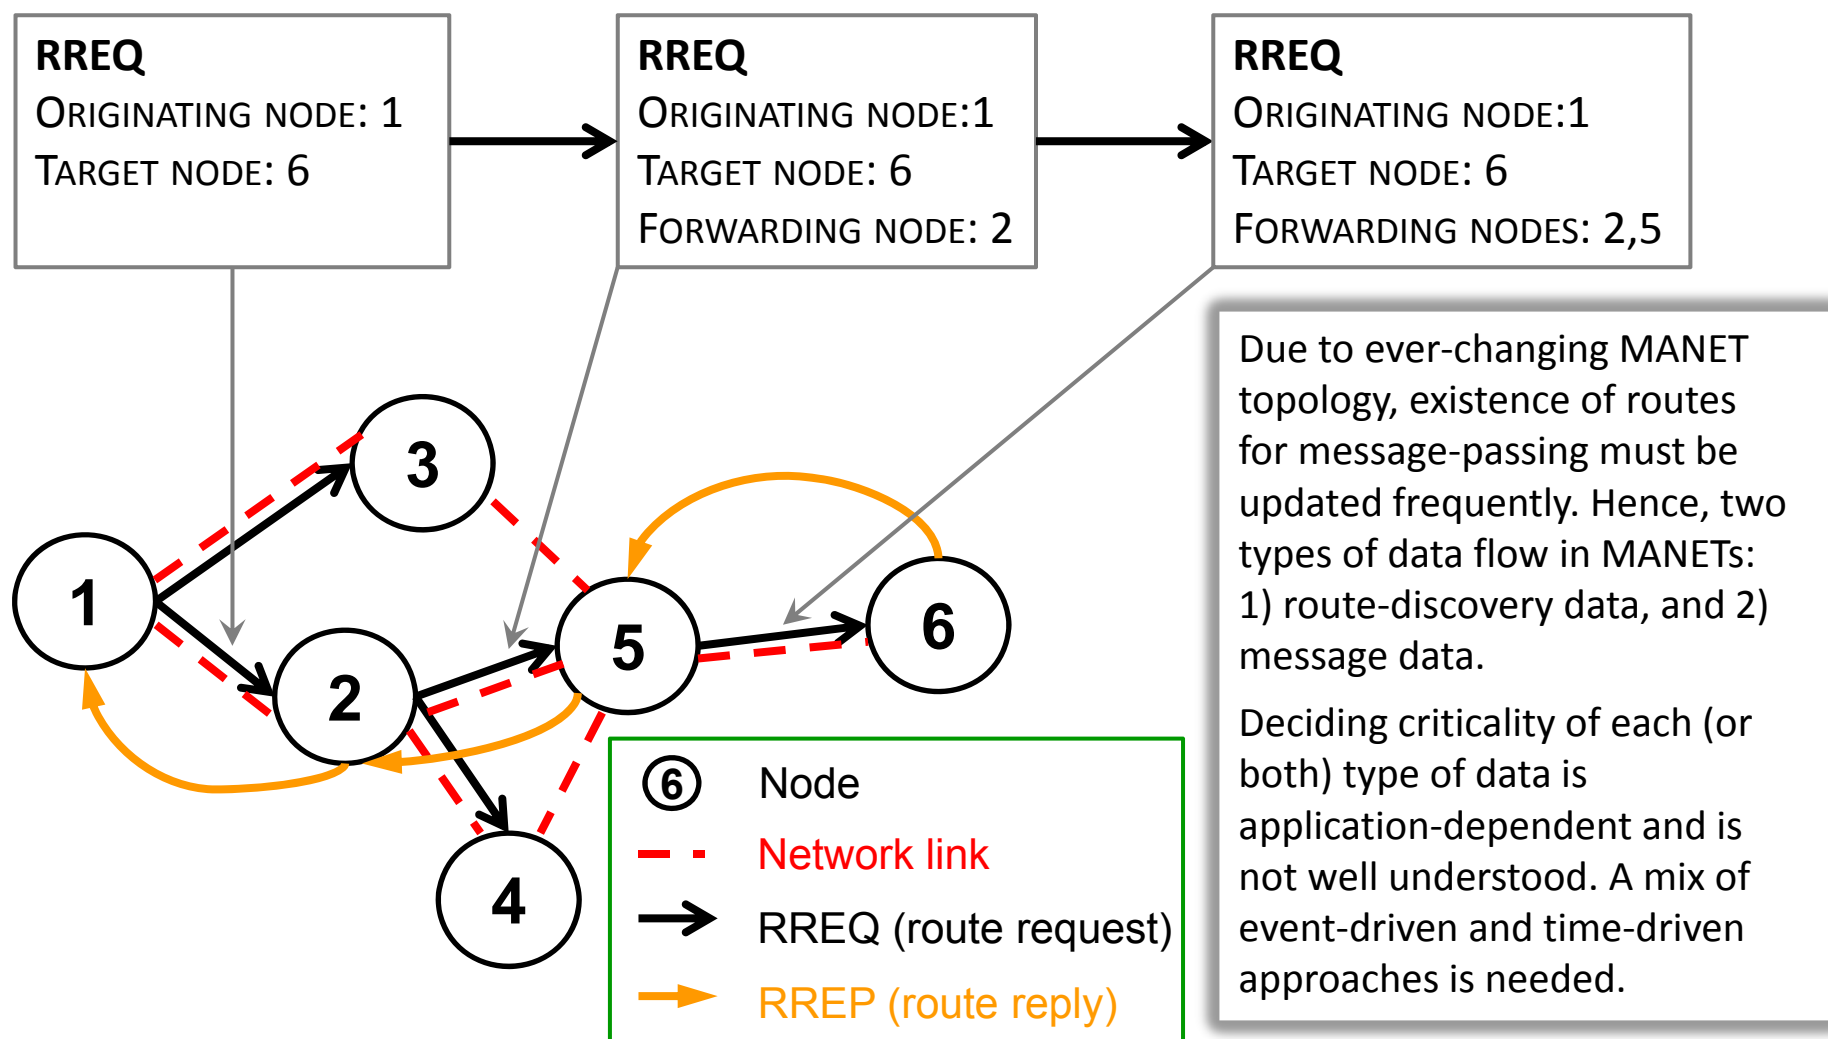 RREQ
ORIGINATING NODE: 1
TARGET NODE: 6
RREQ
ORIGINATING NODE:1
TARGET NODE: 6
FORWARDING NODE: 2
RREQ
ORIGINATING NODE:1
TARGET NODE: 6
FORWARDING NODES: 2,5
3
1
2
5
6
4
Due to ever-changing MANET
topology, existence of routes
for message-passing must be
updated frequently. Hence, two
types of data flow in MANETs:
1) route-discovery data, and 2)
message data.
Deciding criticality of each (or
both) type of data is
application-dependent and is
not well understood. A mix of
event-driven and time-driven
approaches is needed.
6 Node
Network link
RREQ (route request)
RREP (route reply)